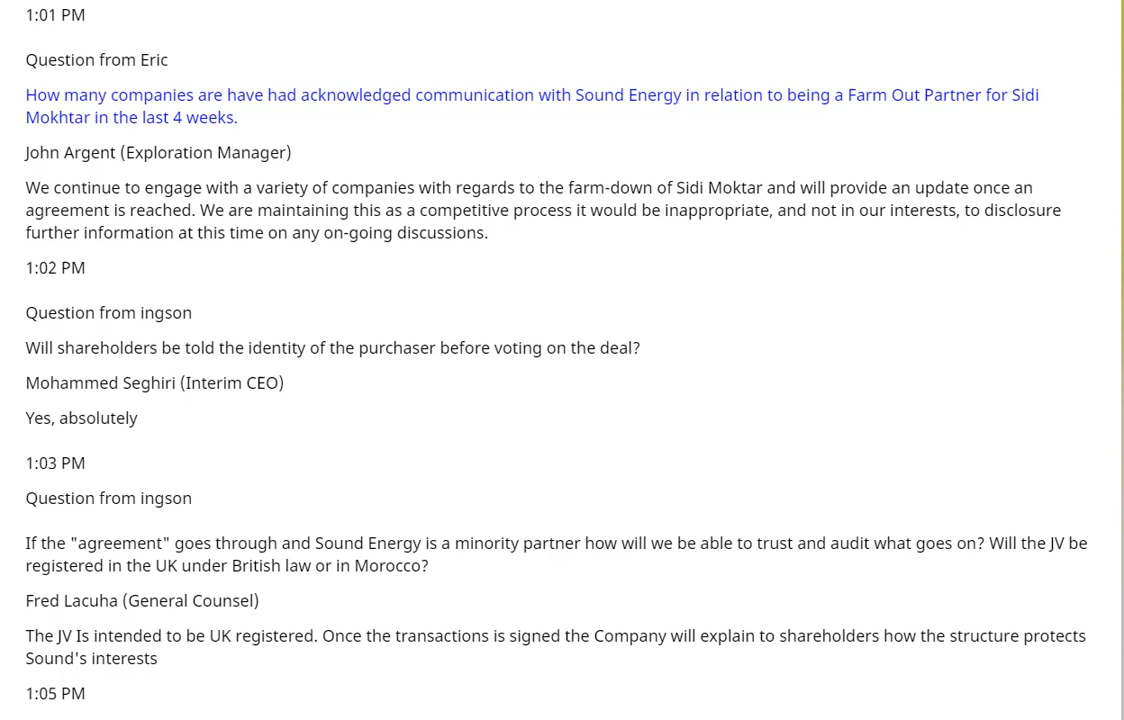 1:01 PM
Question from Eric
How many companies are have had acknowledged communication with Sound Energy in relation to being a Farm Out Partner for Sidi
Mokhtar in the last 4 weeks.
John Argent (Exploration Manager)
We continue to engage with a variety of companies with regards to the farm-down of Sidi Moktar and will provide an update once an
agreement is reached. We are maintaining this as a competitive process it would be inappropriate, and not in our interests, to disclosure
further information at this time on any on-going discussions.
1:02 PM
Question from ingson
Will shareholders be told the identity of the purchaser before voting on the deal?
Mohammed Seghiri (Interim CEO)
Yes, absolutely
1:03 PM
Question from ingson
If the "agreement" goes through and Sound Energy is a minority partner how will we be able to trust and audit what goes on? Will the JV be
registered in the UK under British law or in Morocco?
Fred Lacuha (General Counsel)
The JV Is intended to be UK registered. Once the transactions is signed the Company will explain to shareholders how the structure protects
Sound's interests
1:05 PM